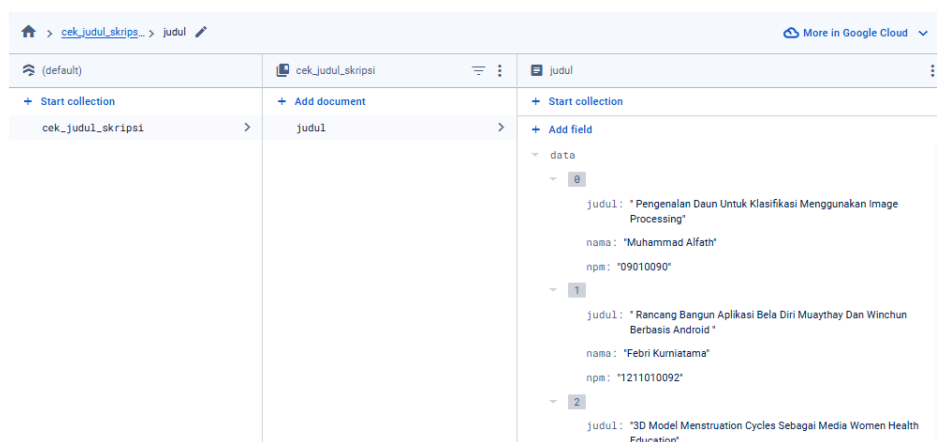 cek_judul_skrips... > judul
More in Google Cloud
(default)
cek_judul_skripsi
judul
+ Start collection
+ Add document
+ Start collection
cek_judul_skripsi
judul
+ Add field
data
0
judul: " Pengenalan Daun Untuk Klasifikasi Menggunakan Image
Processing"
nama: "Muhammad Alfath"
npm: "09010090"
1
judul: " Rancang Bangun Aplikasi Bela Diri Muaythay Dan Winchun
Berbasis Android "
nama: "Febri Kurniatama"
npm: "1211010092"
2
judul: "3D Model Menstruation Cycles Sebagai Media Women Health
Education"